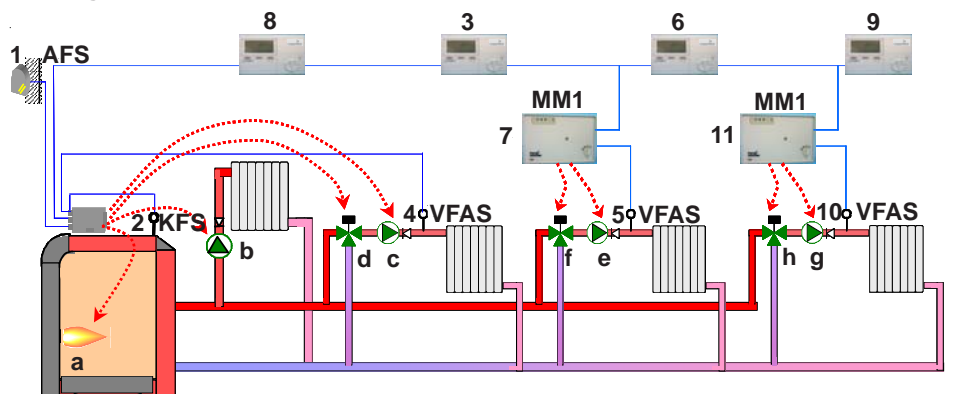 8 3 6 9
1 AFS
MM1 MM1
7 11
2 KFS 4 VFAS 5 VFAS 10 VFAS
b d c f e h g
a